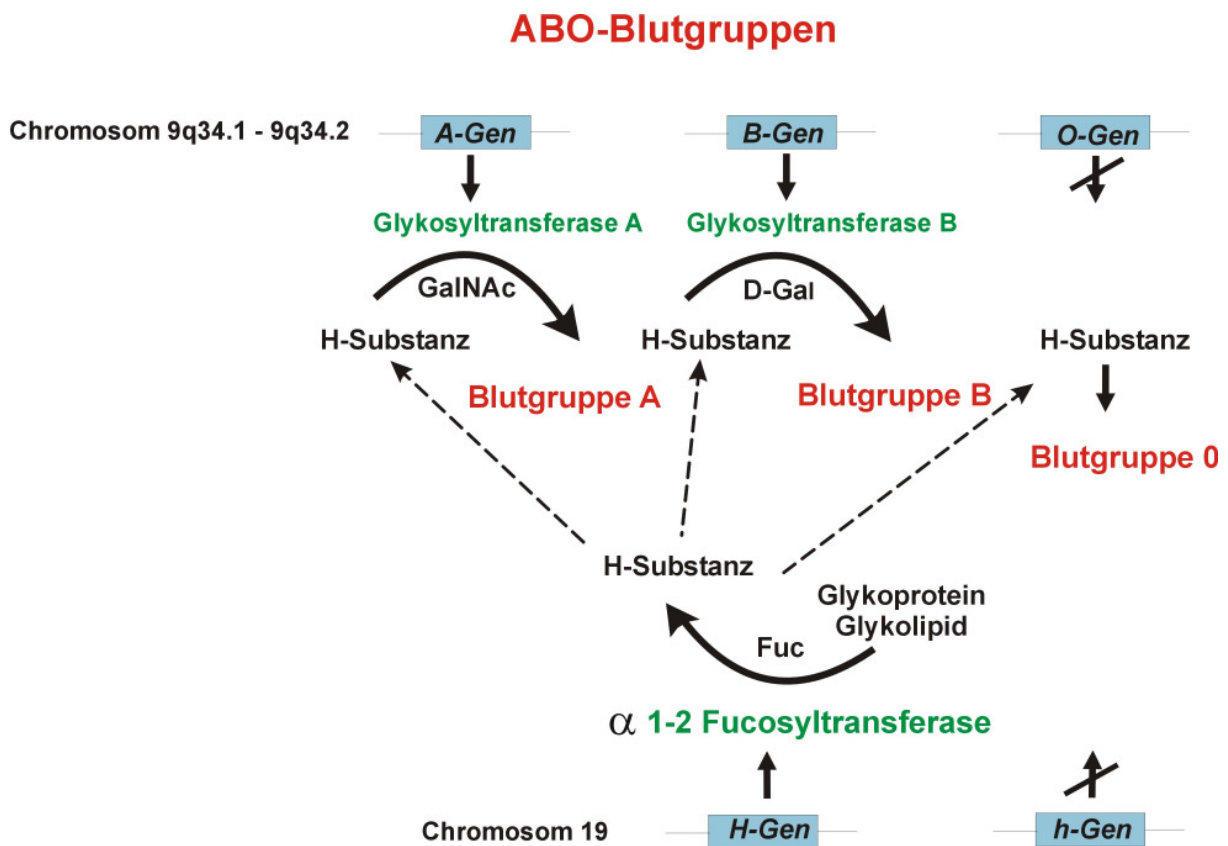 ABO-Blutgruppen
Chromosom 9q34.1 - 9q34.2
A-Gen
B-Gen
O-Gen
Glykosyltransferase A
Glykosyltransferase B
GalNAc
D-Gal
H-Substanz
H-Substanz
H-Substanz
Blutgruppe A
Blutgruppe B
Blutgruppe 0
H-Substanz
Glykoprotein
Glykolipid
Fuc
α 1-2 Fucosyltransferase
Chromosom 19
H-Gen
h-Gen